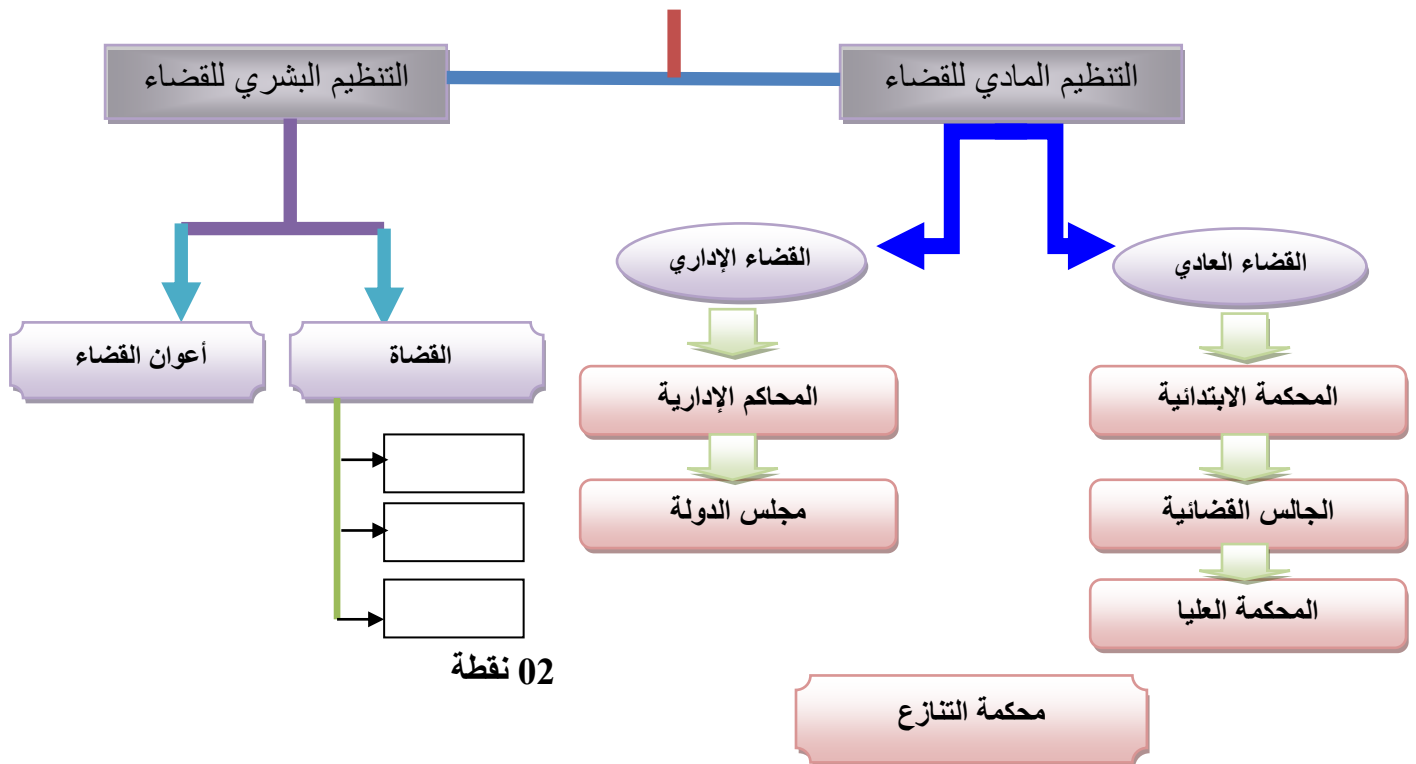 التنظيم المادي للقضاء
التنظيم البشري للقضاء
القضاء العادي
القضاء الإداري
المحكمة الابتدائية
الجالس القضائية
المحكمة العليا
المحاكم الإدارية
مجلس الدولة
محكمة التنازع
القضاة
أعوان القضاء
02 نقطة